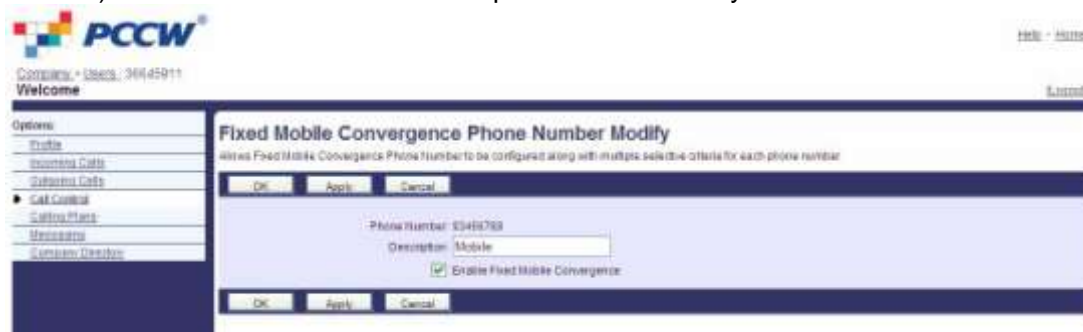 PCCW
Help - Home
Company > Users : 36645911
Welcome
Logout
Options:
Profile
Incoming Calls
Outgoing Calls
Call Control
Calling Plans
Messaging
Company Directory
Fixed Mobile Convergence Phone Number Modify
Allows Fixed Mobile Convergence Phone Number to be configured along with multiple selective criteria for each phone number
OK Apply Cancel
Phone Number
Description Mobile
Enable Fixed Mobile Convergence
OK Apply Cancel